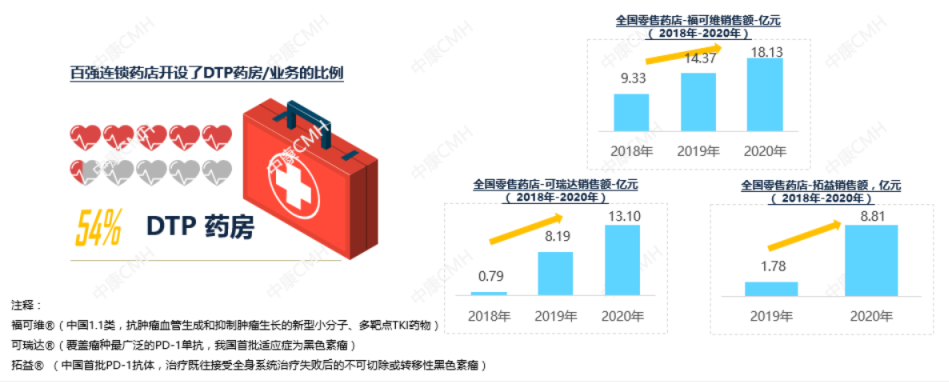 百强连锁药店开设了DTP药房/业务的比例
54%
DTP 药房
全国零售药店-福可维销售额-亿元
（ 2018年-2020年）
9.33
14.37
18.13
2018年
2019年
2020年
全国零售药店-可瑞达销售额-亿元
（ 2018年-2020年）
0.79
8.19
13.10
2018年
2019年
2020年
全国零售药店-拓益销售额，亿元
（ 2018年-2020年）
1.78
8.81
2019年
2020年
注释：
福可维®（中国1.1类，抗肿瘤血管生成和抑制肿瘤生长的新型小分子、多靶点TKI药物）
可瑞达®（覆盖瘤种最广泛的PD-1单抗，我国首批适应症为黑色素瘤）
拓益® （中国首批PD-1抗体，治疗既往接受全身系统治疗失败后的不可切除或转移性黑色素瘤）
中康CMH